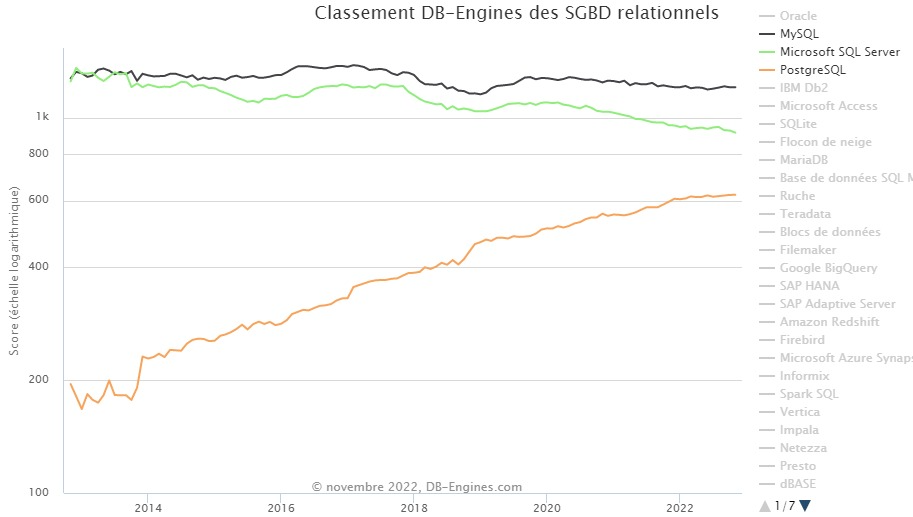 Classement DB-Engines des SGBD relationnels
Score (échelle logarithmique)
1k
800
600
400
200
100
2014
2016
2018
2020
2022
© novembre 2022, DB-Engines.com
Oracle
MySQL
Microsoft SQL Server
PostgreSQL
IBM Db2
Microsoft Access
SQLite
Flocon de neige
MariaDB
Base de données SQL M
Ruche
Teradata
Blocs de données
Filemaker
Google BigQuery
SAP HANA
SAP Adaptive Server
Amazon Redshift
Firebird
Microsoft Azure Synaps
Informix
Spark SQL
Vertica
Impala
Netezza
Presto
dBASE
1/7